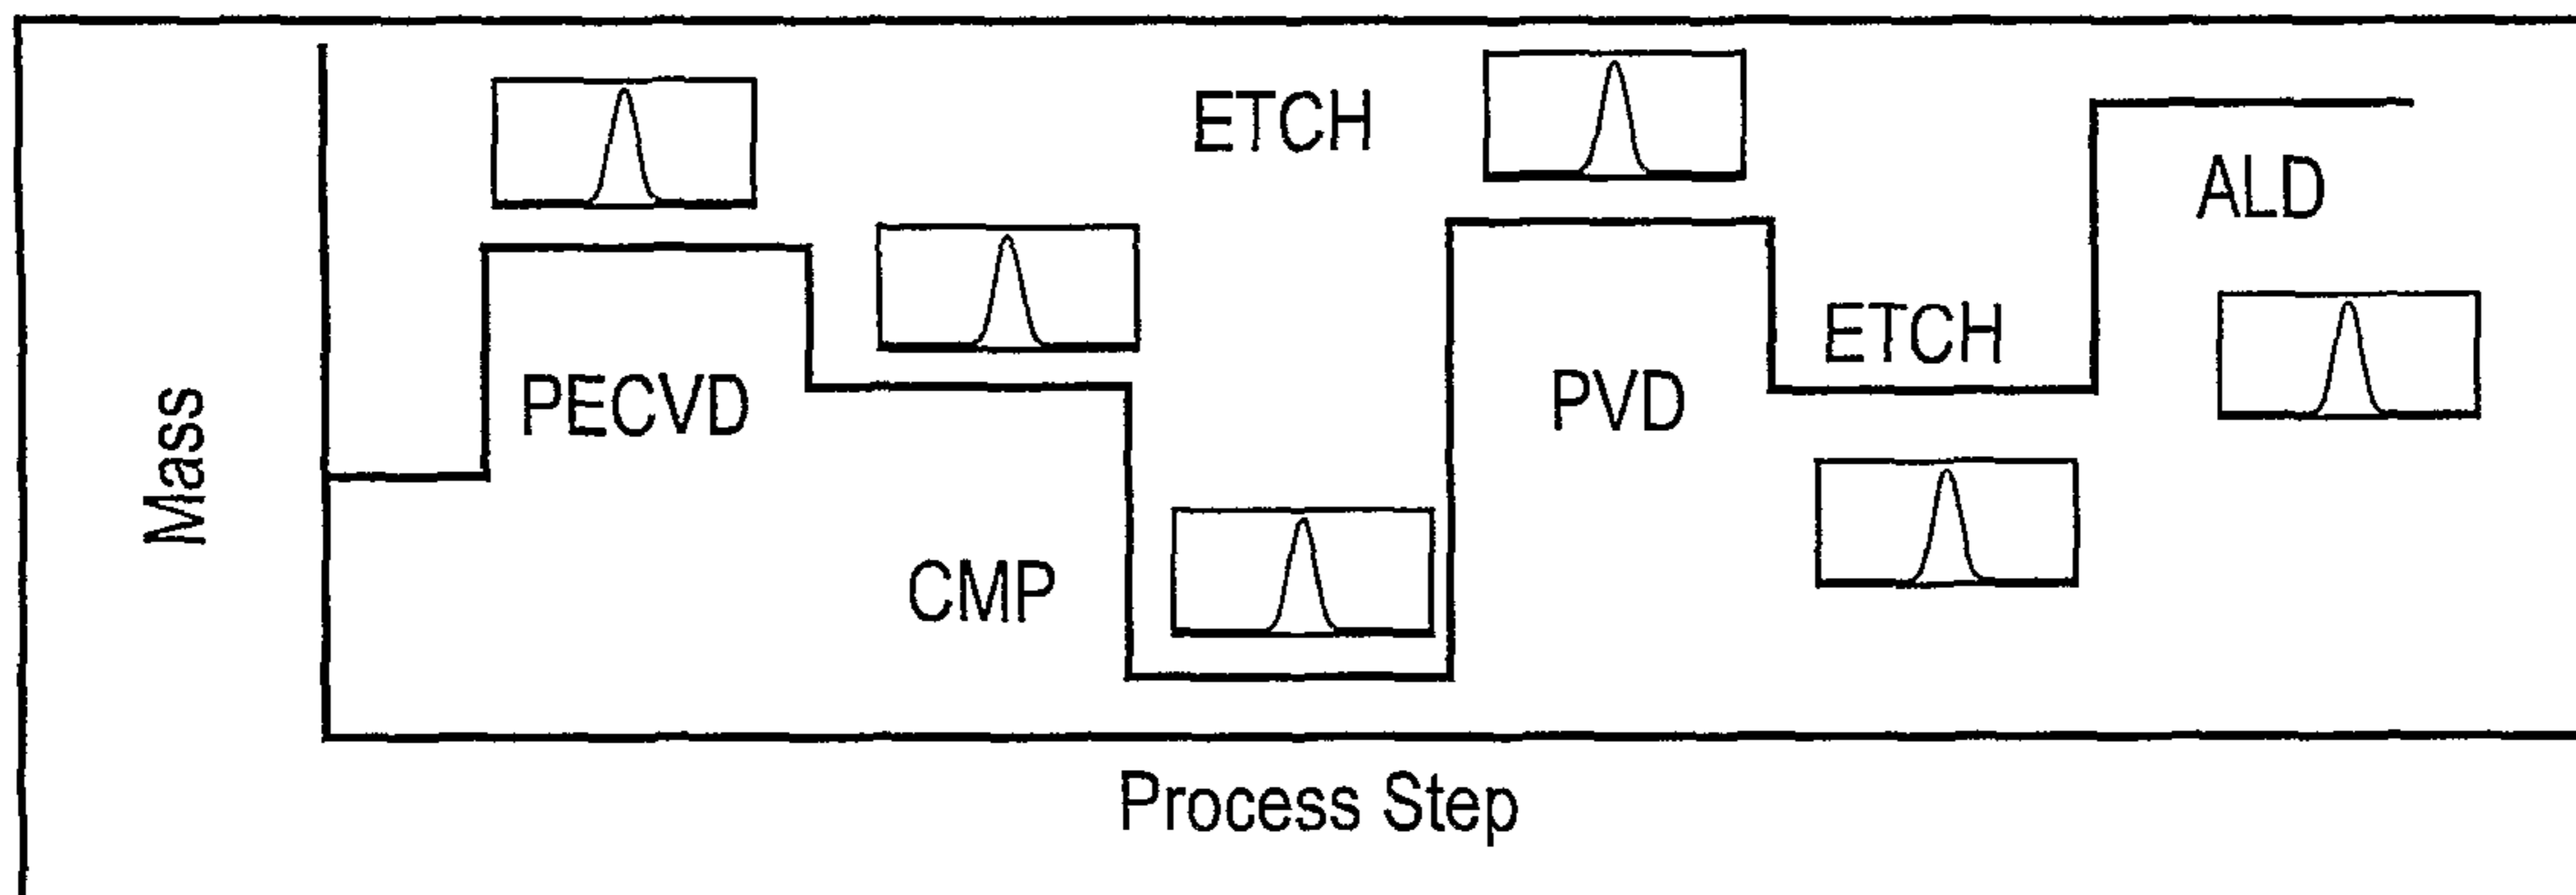 Mass
PECVD
CMP
ETCH
PVD
ETCH
ALD
Process Step